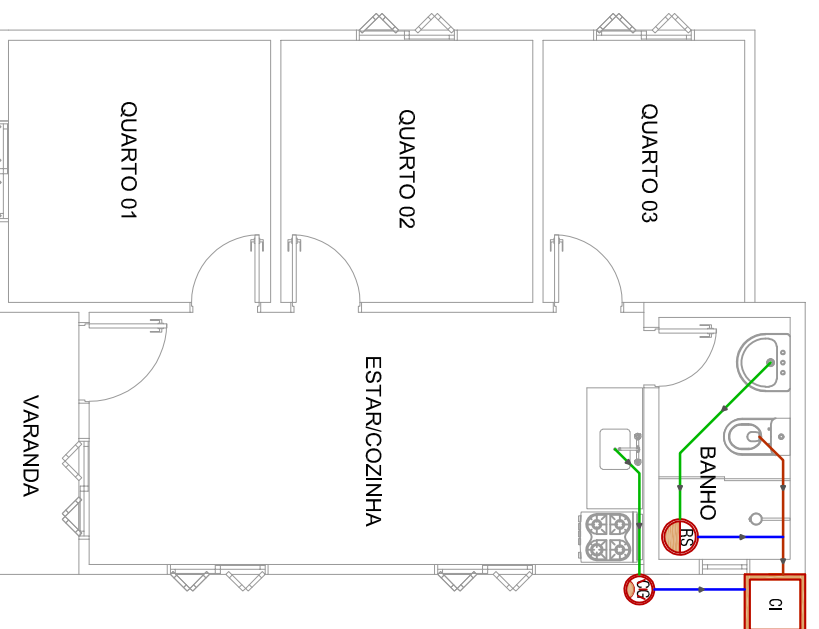 QUARTO 01
QUARTO 02
QUARTO 03
VARANDA
ESTAR/COZINHA
BANHO
RS
CG
CI